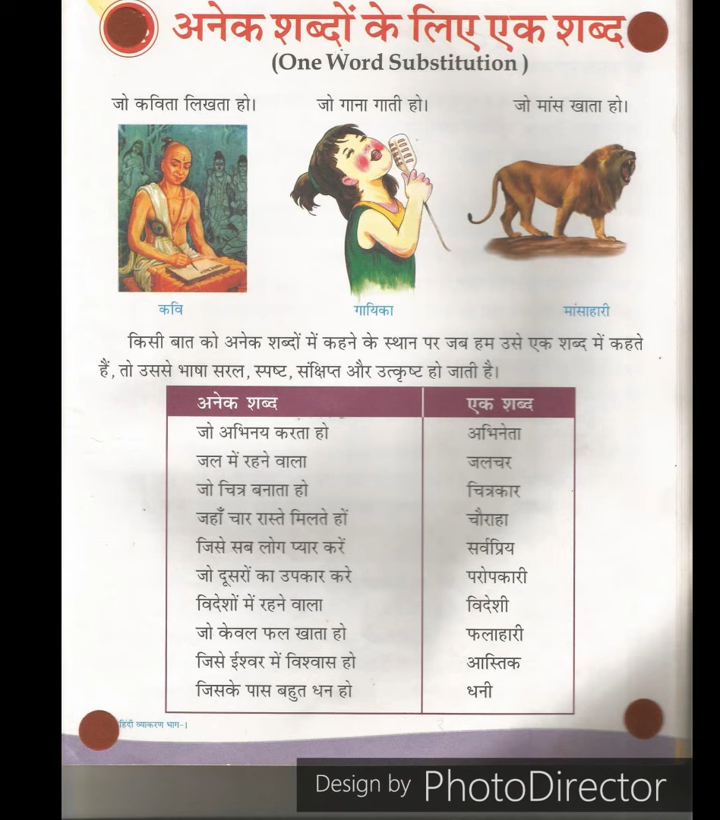 अनेक शब्दों के लिए एक शब्द
(One Word Substitution)
जो कविता लिखता हो। जो गाना गाती हो। जो मांस खाता हो।
कवि गायिका मांसाहारी
किसी बात को अनेक शब्दों में कहने के स्थान पर जब हम उसे एक शब्द में कहते
हैं, तो उससे भाषा सरल, स्पष्ट, संक्षिप्त और उत्कृष्ट हो जाती है।
अनेक शब्द एक शब्द
जो अभिनय करता हो अभिनेता
जल में रहने वाला जलचर
जो चित्र बनाता हो चित्रकार
जहाँ चार रास्ते मिलते हों चौराहा
जिसे सब लोग प्यार करें सर्वप्रिय
जो दूसरों का उपकार करे परोपकारी
विदेशों में रहने वाला विदेशी
जो केवल फल खाता हो फलाहारी
जिसे ईश्वर में विश्वास हो आस्तिक
जिसके पास बहुत धन हो धनी
हिंदी व्याकरण भाग-1
Design by PhotoDirector